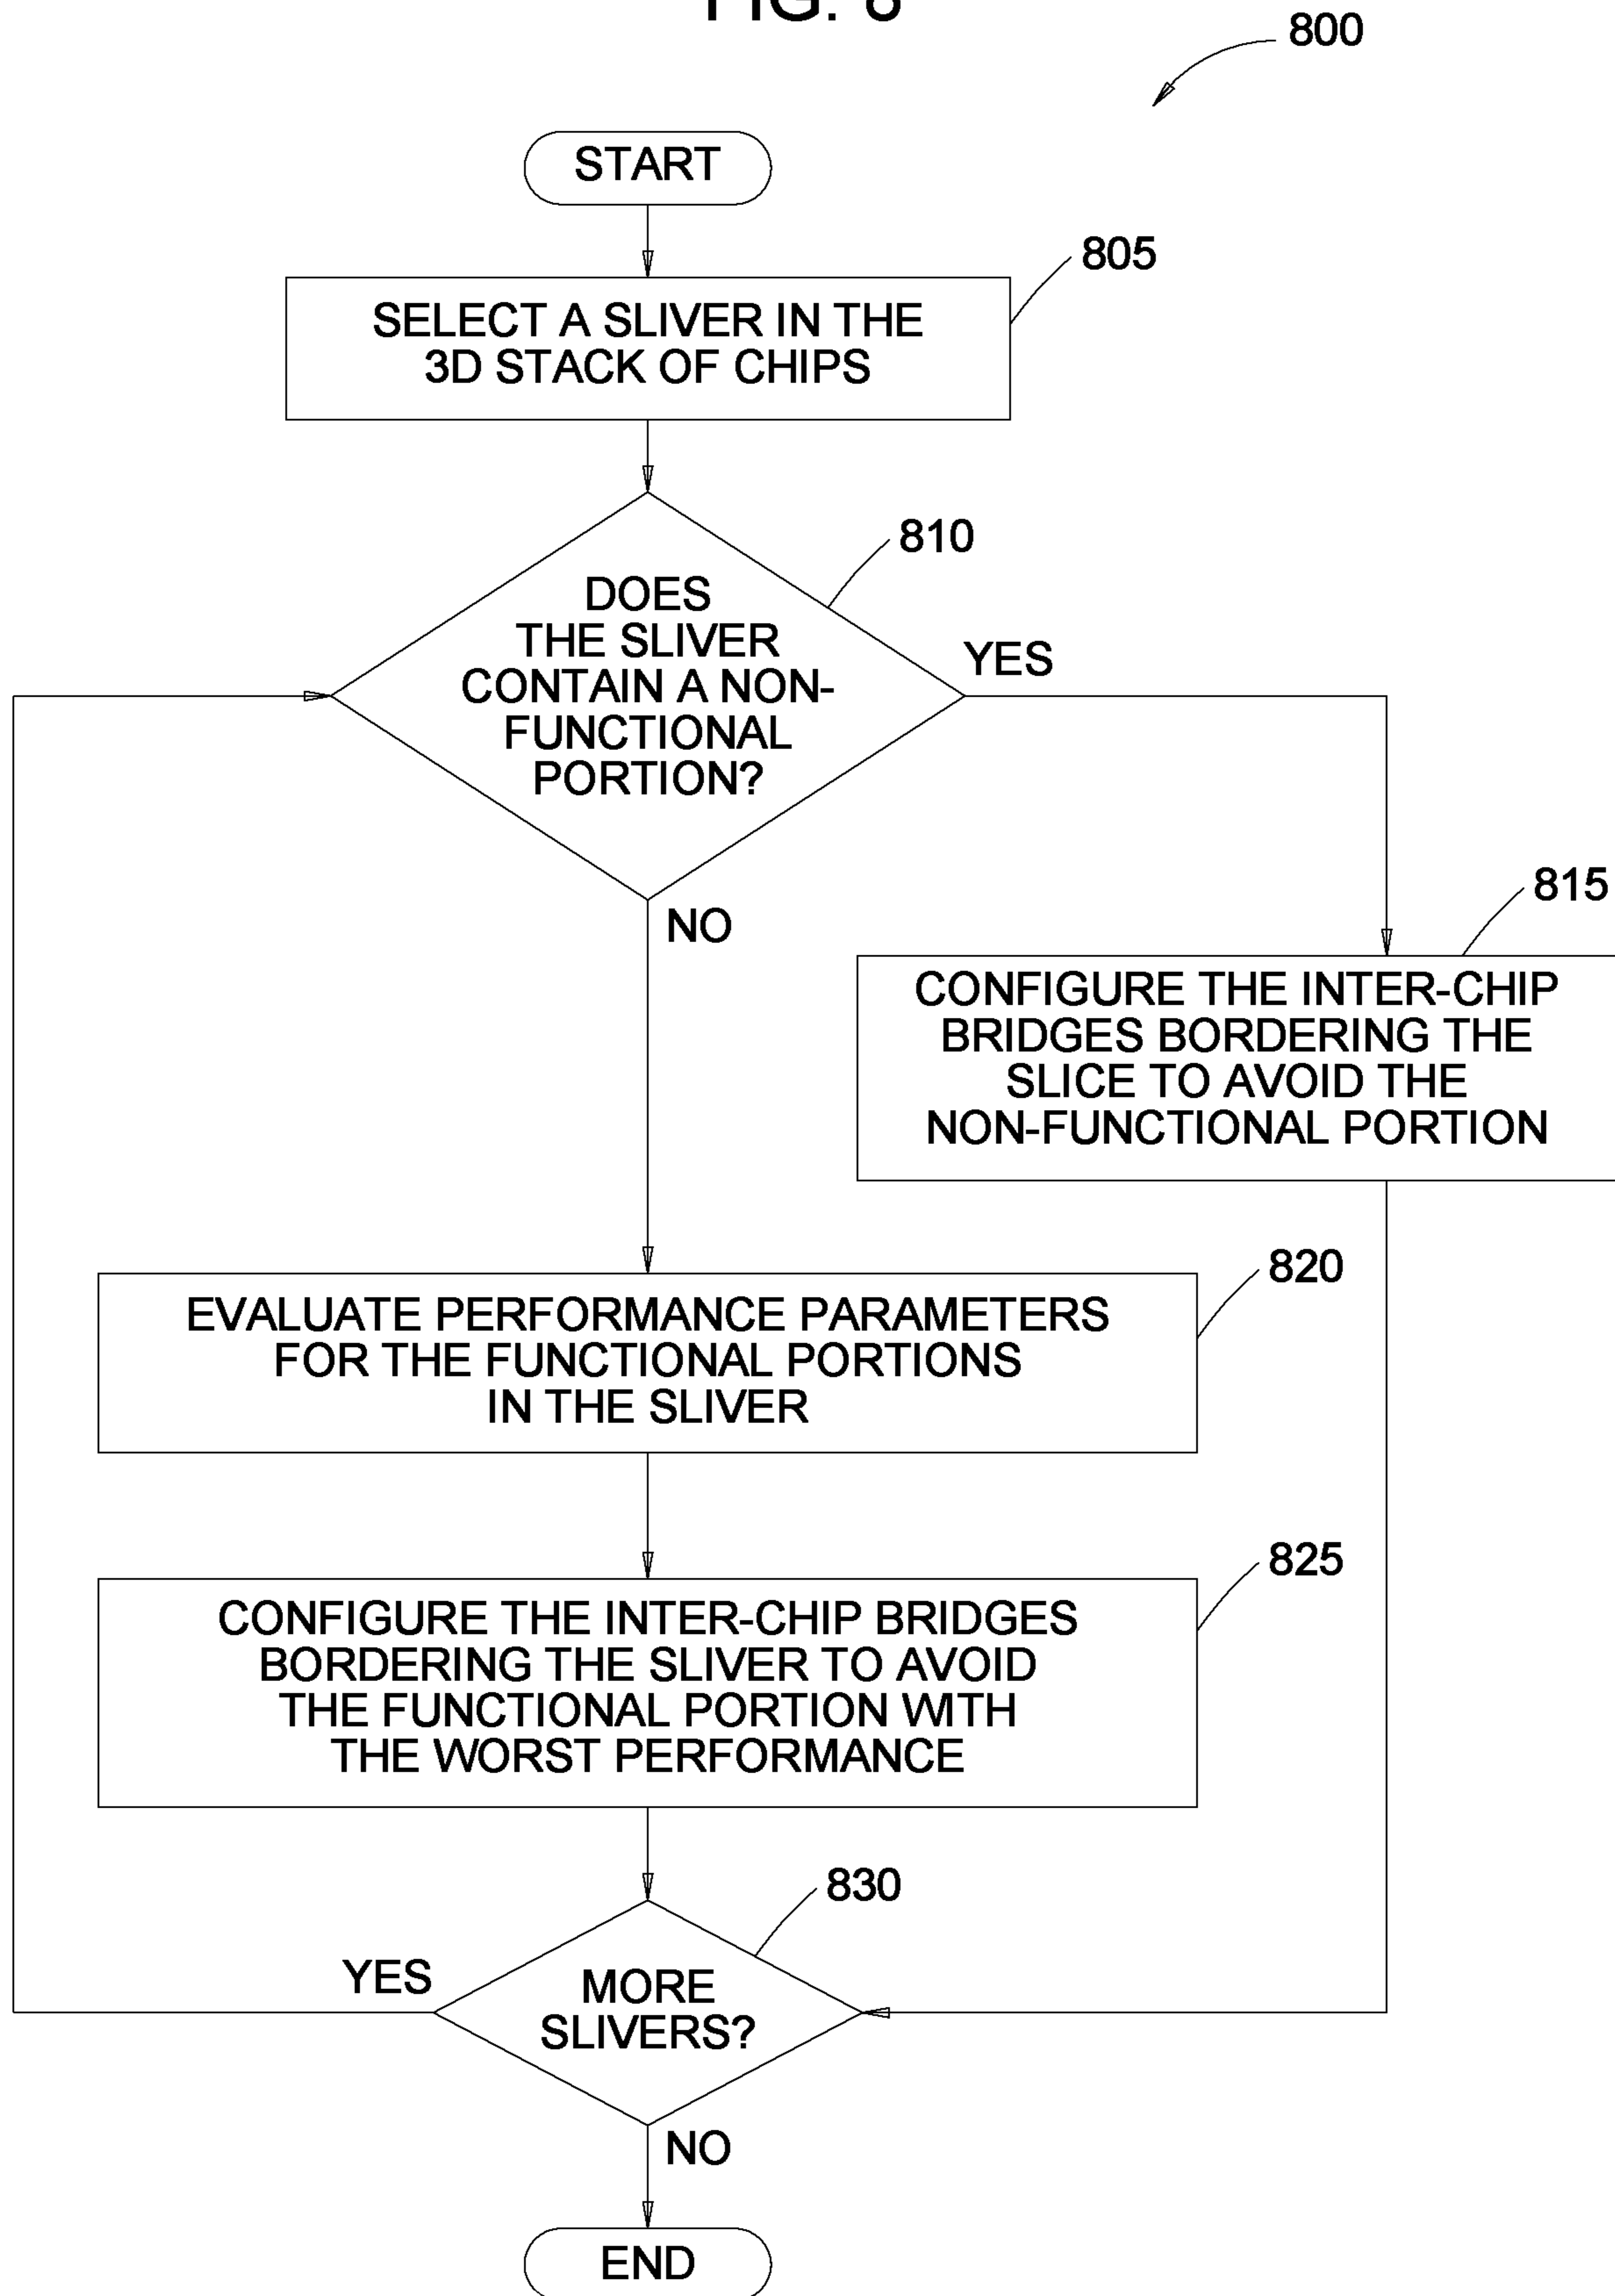 FIG. 8
800
START
805
SELECT A SLIVER IN THE
3D STACK OF CHIPS
810
DOES
THE SLIVER
CONTAIN A NON-
FUNCTIONAL
PORTION?
YES
NO
815
CONFIGURE THE INTER-CHIP
BRIDGES BORDERING THE
SLICE TO AVOID THE
NON-FUNCTIONAL PORTION
820
EVALUATE PERFORMANCE PARAMETERS
FOR THE FUNCTIONAL PORTIONS
IN THE SLIVER
825
CONFIGURE THE INTER-CHIP BRIDGES
BORDERING THE SLIVER TO AVOID
THE FUNCTIONAL PORTION WITH
THE WORST PERFORMANCE
830
YES
MORE
SLIVERS?
NO
END